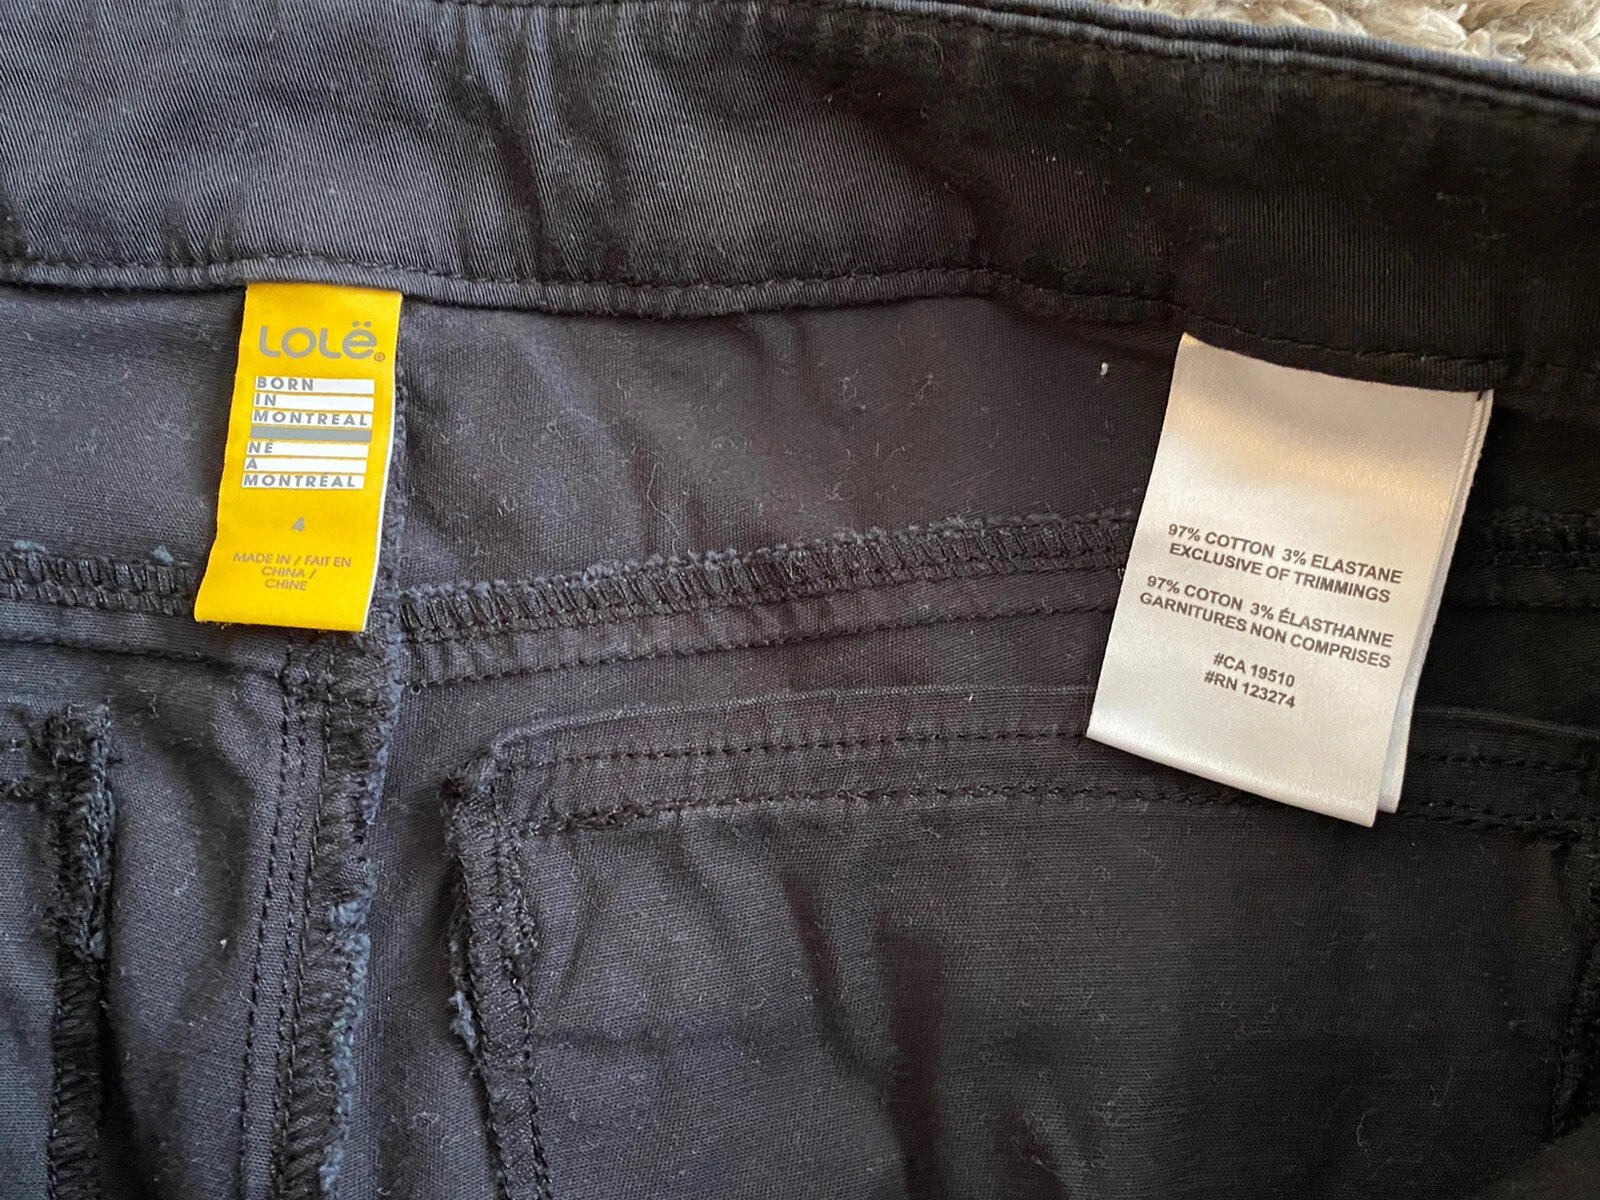 LOLë®
BORN
IN
MONTREAL
NÉ
À
MONTRÉAL
4
MADE IN / FAIT EN
CHINA /
CHINE
97% COTTON 3% ELASTANE
EXCLUSIVE OF TRIMMINGS
97% COTON 3% ÉLASTHANNE
GARNITURES NON COMPRISES
#CA 19510
#RN 123274